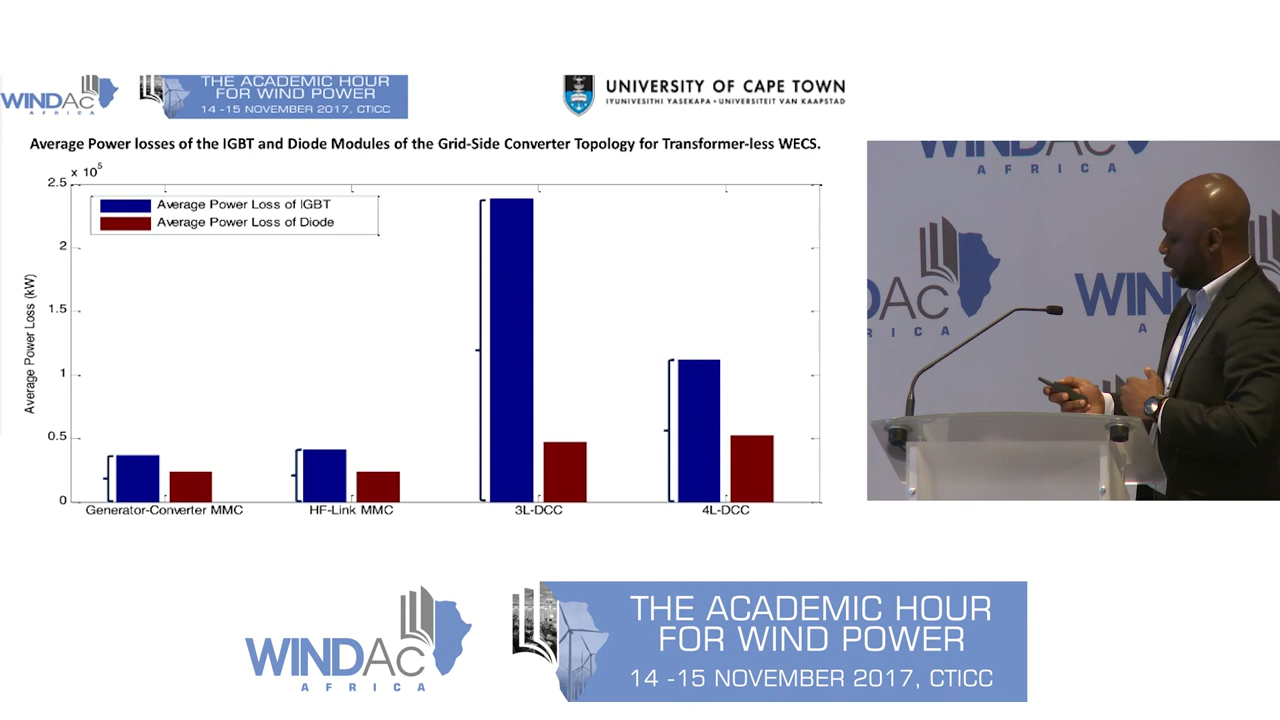 WINDAC
AFRICA
THE ACADEMIC HOUR
FOR WIND POWER
14 -15 NOVEMBER 2017, CTICC
UNIVERSITY OF CAPE TOWN
IYUNIVESITHI YASEKAPA • UNIVERSITEIT VAN KAAPSTAD
Average Power losses of the IGBT and Diode Modules of the Grid-Side Converter Topology for Transformer-less WECS.
x 10⁵
2.5
2
1.5
1
0.5
0
Average Power Loss (kW)
Average Power Loss of IGBT
Average Power Loss of Diode
Generator-Converter MMC
HF-Link MMC
3L-DCC
4L-DCC
WINDAC
AFRICA
DAC
RICA
WIN
A
WINDAC
AFRICA
THE ACADEMIC HOUR
FOR WIND POWER
14 -15 NOVEMBER 2017, CTICC